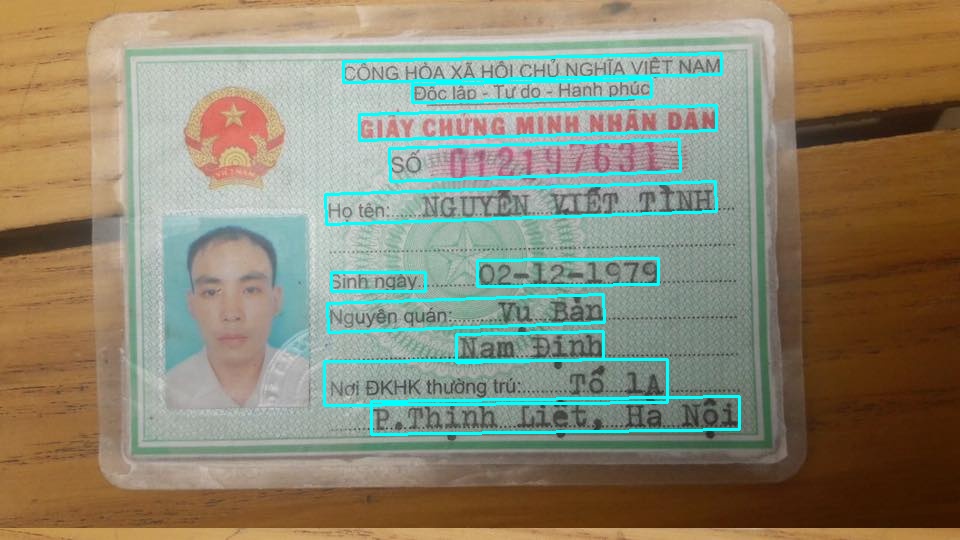 CỘNG HÒA XÃ HỘI CHỦ NGHĨA VIỆT NAM
Độc lập - Tự do - Hạnh phúc
GIẤY CHỨNG MINH NHÂN DÂN
SỐ 012197631
Họ tên: NGUYỄN VIẾT TÌNH
Sinh ngày 02-12-1979
Nguyên quán: Vụ Bản
Nam Định
Nơi ĐKHK thường trú: Tổ 1A
P.Thịnh Liệt, Hà Nội
VIỆT NAM